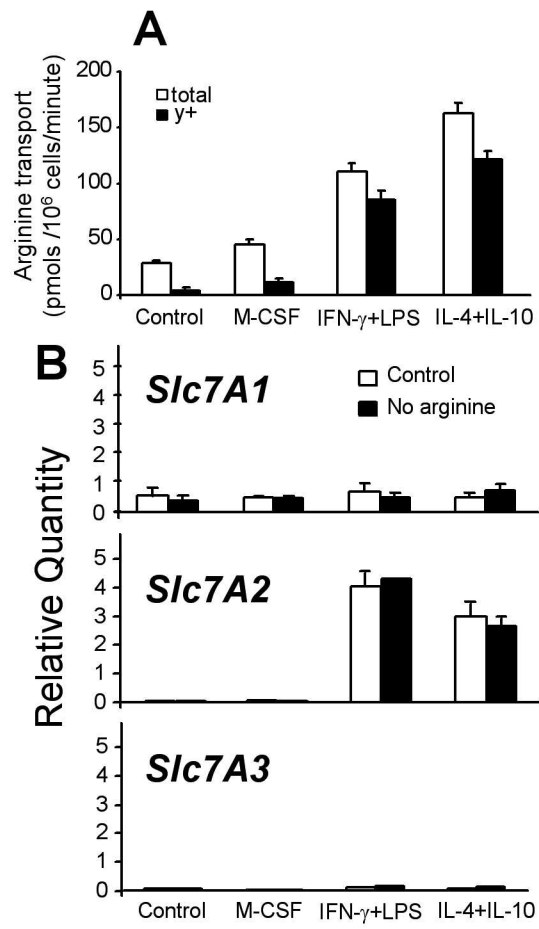 A
Arginine transport
(pmols /10⁶ cells/minute)
200
150
100
50
0
total
y+
Control M-CSF IFN-γ+LPS IL-4+IL-10
B
Relative Quantity
Slc7A1
Control
No arginine
5
4
3
2
1
0
Slc7A2
5
4
3
2
1
0
Slc7A3
5
4
3
2
1
0
Control M-CSF IFN-γ+LPS IL-4+IL-10